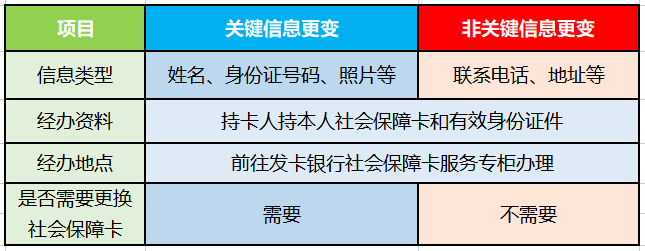 项目 关键信息更变 非关键信息更变
信息类型 姓名、身份证号码、照片等 联系电话、地址等
经办资料 持卡人持本人社会保障卡和有效身份证件
经办地点 前往发卡银行社会保障卡服务专柜办理
是否需要更换
社会保障卡 需要 不需要